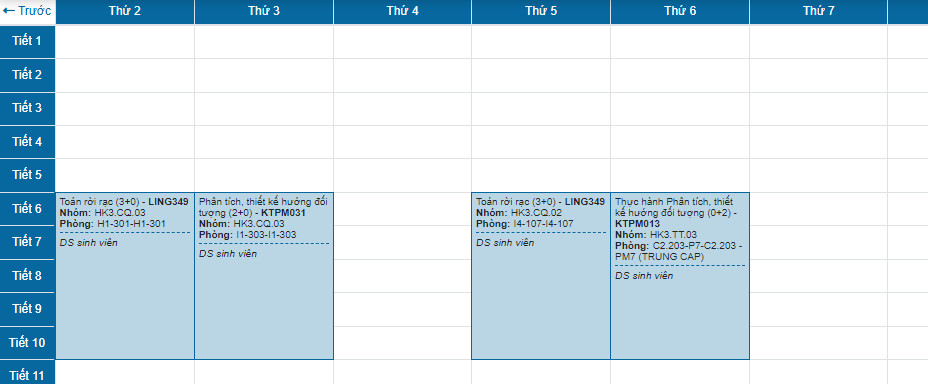 ← Trước
Thứ 2
Thứ 3
Thứ 4
Thứ 5
Thứ 6
Thứ 7
Tiết 1
Tiết 2
Tiết 3
Tiết 4
Tiết 5
Tiết 6
Tiết 7
Tiết 8
Tiết 9
Tiết 10
Tiết 11
Toán rời rạc (3+0) - LING349
Nhóm: HK3.CQ.03
Phòng: H1-301-H1-301
DS sinh viên
Phân tích, thiết kế hướng đối
tượng (2+0) - KTPM031
Nhóm: HK3.CQ.03
Phòng: I1-303-I1-303
DS sinh viên
Toán rời rạc (3+0) - LING349
Nhóm: HK3.CQ.02
Phòng: I4-107-I4-107
DS sinh viên
Thực hành Phân tích, thiết
kế hướng đối tượng (0+2) -
KTPM013
Nhóm: HK3.TT.03
Phòng: C2.203-P7-C2.203 -
PM7 (TRUNG CAP)
DS sinh viên